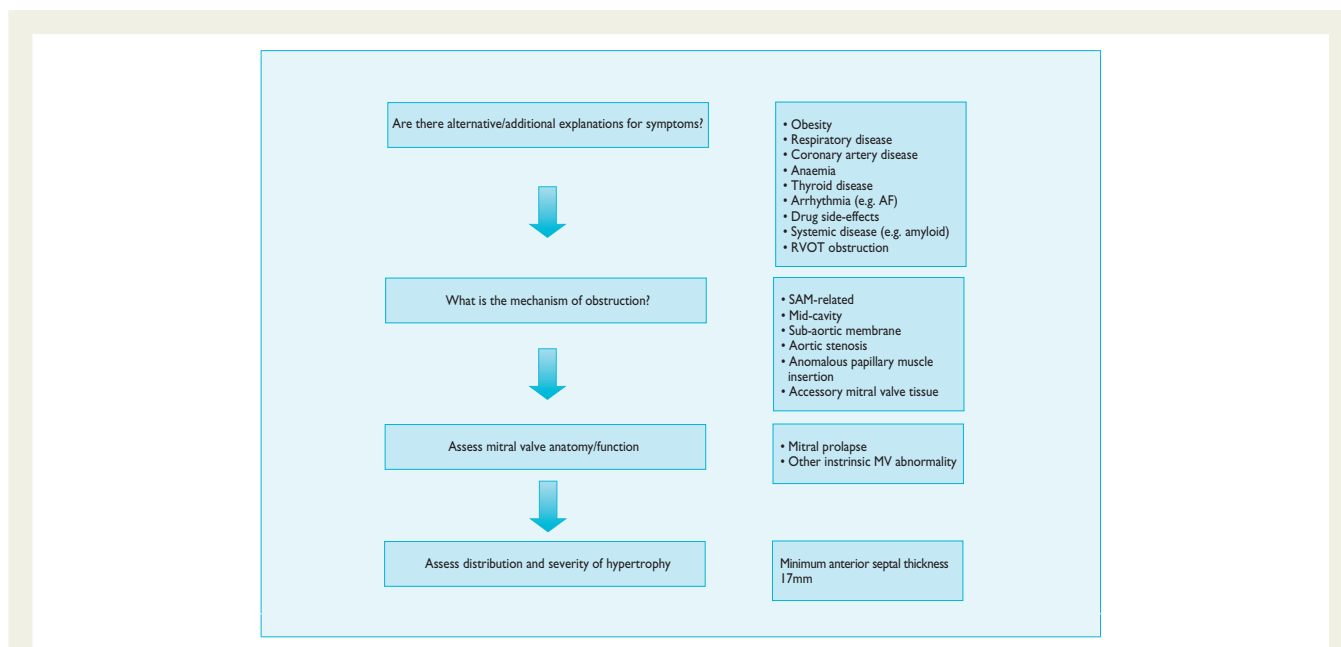 Are there alternative/additional explanations for symptoms?
• Obesity
• Respiratory disease
• Coronary artery disease
• Anaemia
• Thyroid disease
• Arrhythmia (e.g. AF)
• Drug side-effects
• Systemic disease (e.g. amyloid)
• RVOT obstruction
What is the mechanism of obstruction?
• SAM-related
• Mid-cavity
• Sub-aortic membrane
• Aortic stenosis
• Anomalous papillary muscle
insertion
• Accessory mitral valve tissue
Assess mitral valve anatomy/function
• Mitral prolapse
• Other instrinsic MV abnormality
Assess distribution and severity of hypertrophy
Minimum anterior septal thickness
17mm